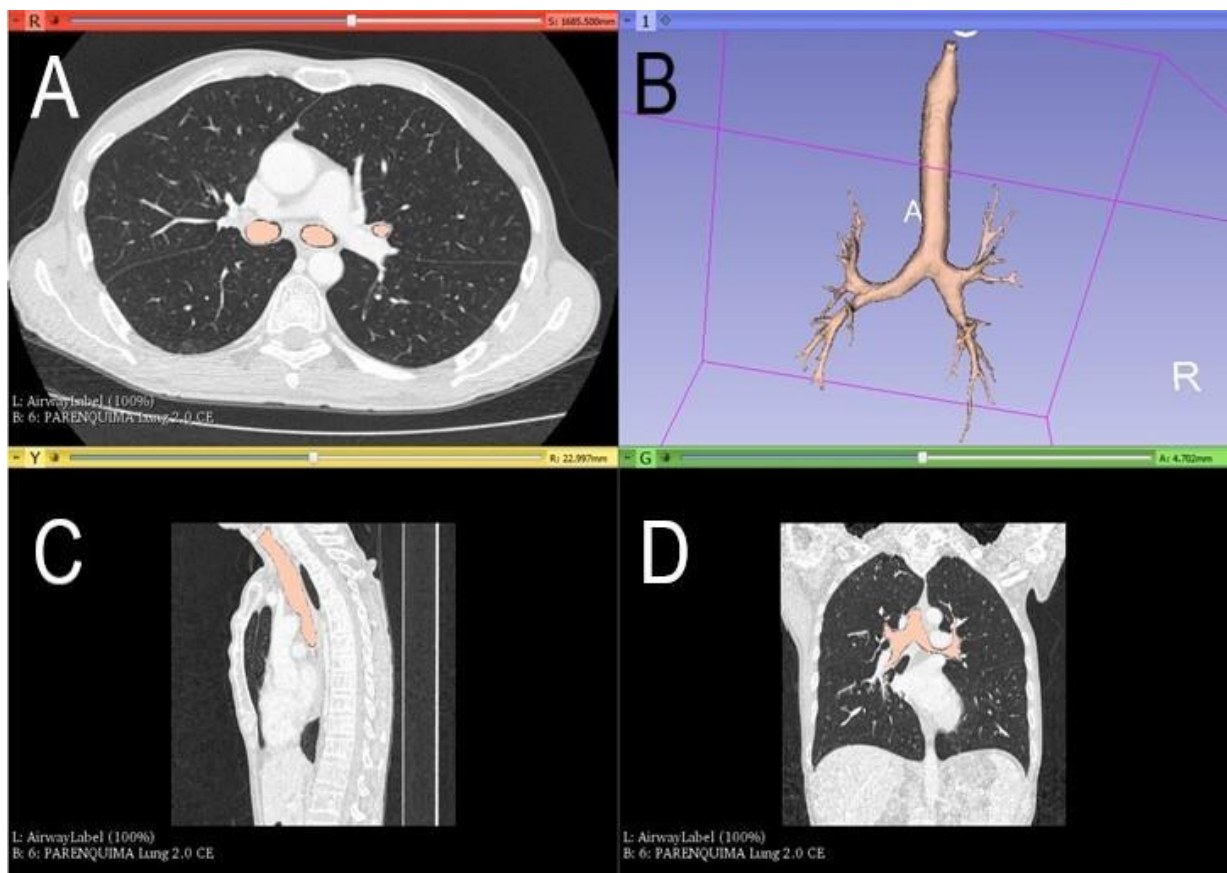 R S: 1685.500mm
1
A
B
A
R
L: AirwayLabel (100%)
B: 6: PARENQUIMA Lung 2.0 CE
Y R: 22.997mm
G A: 4.702mm
C
D
L: AirwayLabel (100%)
B: 6: PARENQUIMA Lung 2.0 CE
L: AirwayLabel (100%)
B: 6: PARENQUIMA Lung 2.0 CE